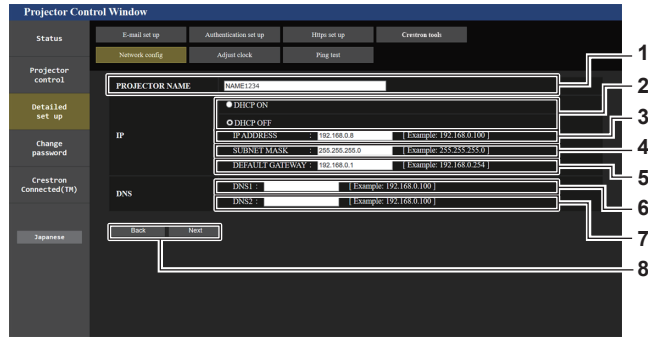 Projector Control Window
Status
Projector
control
Detailed
set up
Change
password
Crestron
Connected(TM)
Japanese
E-mail set up Authentication set up Https set up Crestron tools
Network config Adjust clock Ping test
PROJECTOR NAME NAME1234
IP
DHCP ON
DHCP OFF
IP ADDRESS : 192.168.0.8 [ Example: 192.168.0.100 ]
SUBNET MASK : 255.255.255.0 [ Example: 255.255.255.0 ]
DEFAULT GATEWAY : 192.168.0.1 [ Example: 192.168.0.254 ]
DNS
DNS1 : [ Example: 192.168.0.100 ]
DNS2 : [ Example: 192.168.0.100 ]
Back Next
1
2
3
4
5
6
7
8